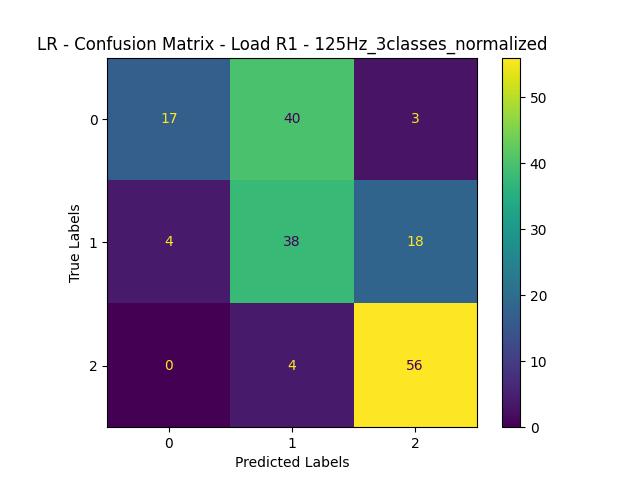 LR - Confusion Matrix - Load R1 - 125Hz_3classes_normalized
0 17 40 3
1 4 38 18
2 0 4 56
0 1 2
True Labels
Predicted Labels
50
40
30
20
10
0